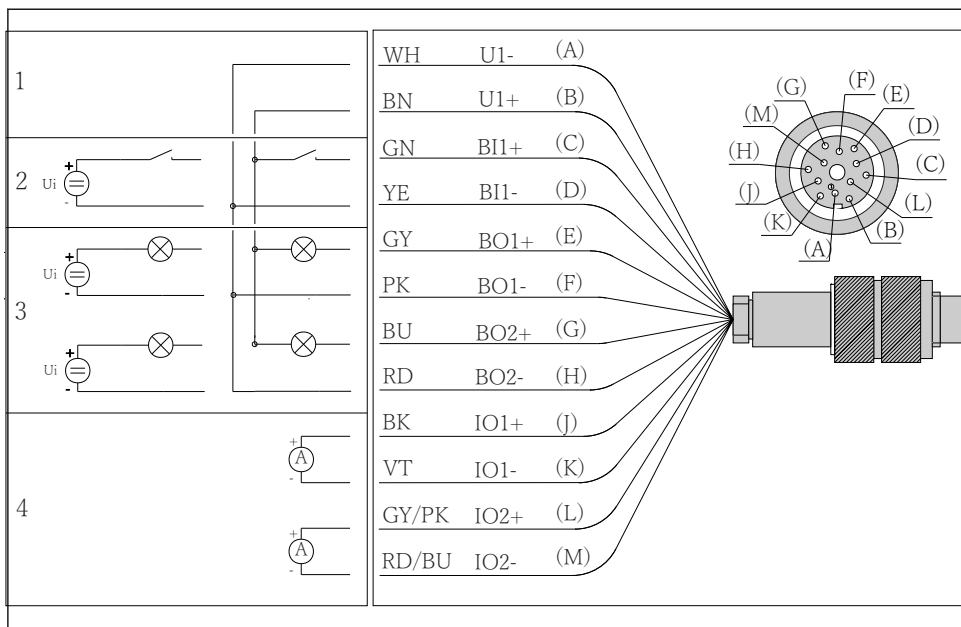 1
2
+
Ui
-
3
+
Ui
-
+
Ui
-
4
+
A
-
+
A
-
WH U1- (A)
BN U1+ (B)
GN BI1+ (C)
YE BI1- (D)
GY BO1+ (E)
PK BO1- (F)
BU BO2+ (G)
RD BO2- (H)
BK IO1+ (J)
VT IO1- (K)
GY/PK IO2+ (L)
RD/BU IO2- (M)
(F)
(G)
(E)
(M)
(D)
(H)
(C)
(J)
(L)
(K)
(B)
(A)